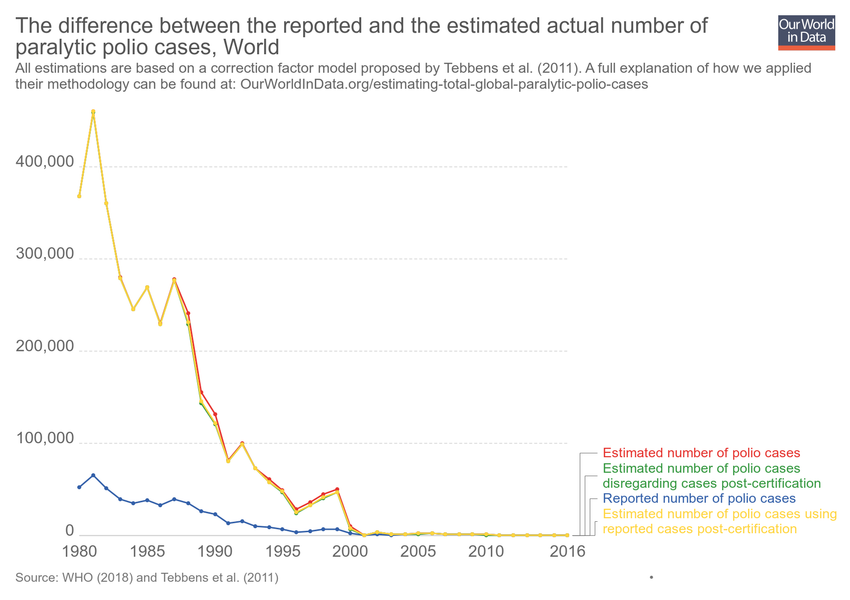 The difference between the reported and the estimated actual number of
paralytic polio cases, World
Our World
in Data
All estimations are based on a correction factor model proposed by Tebbens et al. (2011). A full explanation of how we applied
their methodology can be found at: OurWorldInData.org/estimating-total-global-paralytic-polio-cases
400,000
300,000
200,000
100,000
0
1980
1985
1990
1995
2000
2005
2010
2016
Estimated number of polio cases
Estimated number of polio cases
disregarding cases post-certification
Reported number of polio cases
Estimated number of polio cases using
reported cases post-certification
Source: WHO (2018) and Tebbens et al. (2011)